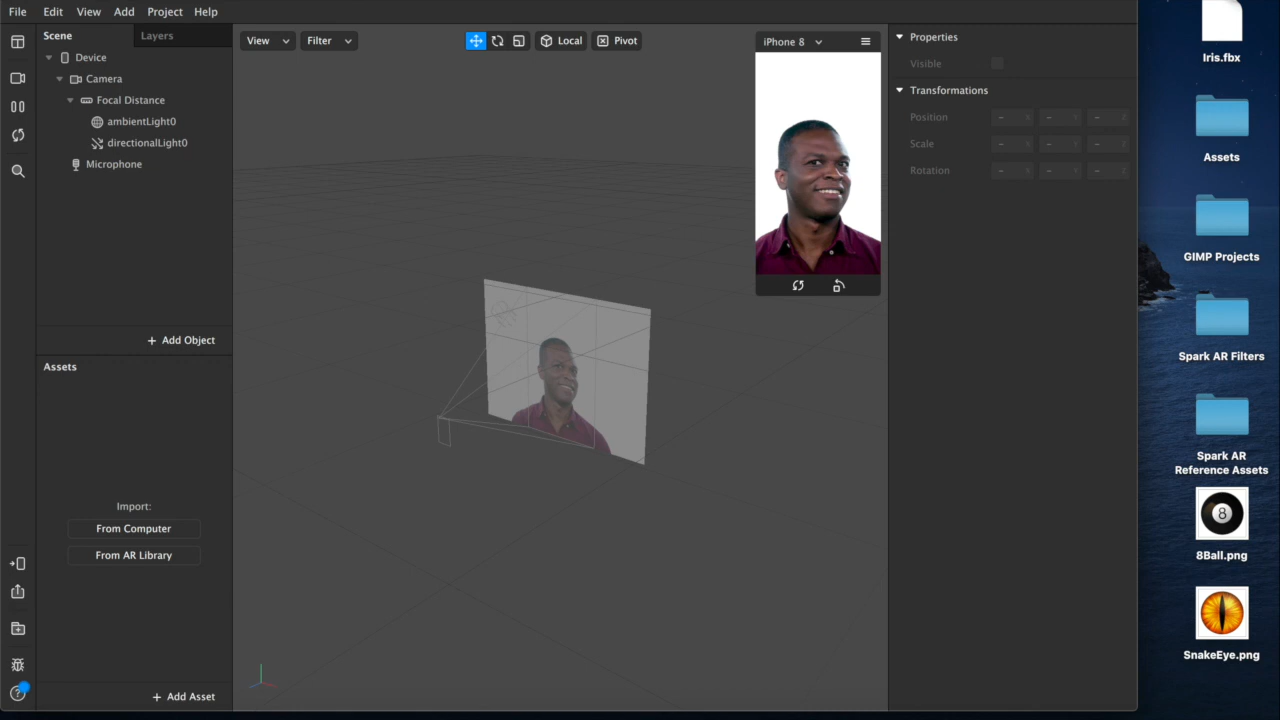 File Edit View Add Project Help
Scene Layers
Device
Camera
Focal Distance
ambientLight0
directionalLight0
Microphone
+ Add Object
Assets
Import:
From Computer
From AR Library
+ Add Asset
View Filter Local Pivot
iPhone 8
Properties
Visible
Transformations
Position - X - Y - Z
Scale - X - Y - Z
Rotation - X - Y - Z
Iris.fbx
Assets
GIMP Projects
Spark AR Filters
Spark AR
Reference Assets
8
8Ball.png
SnakeEye.png